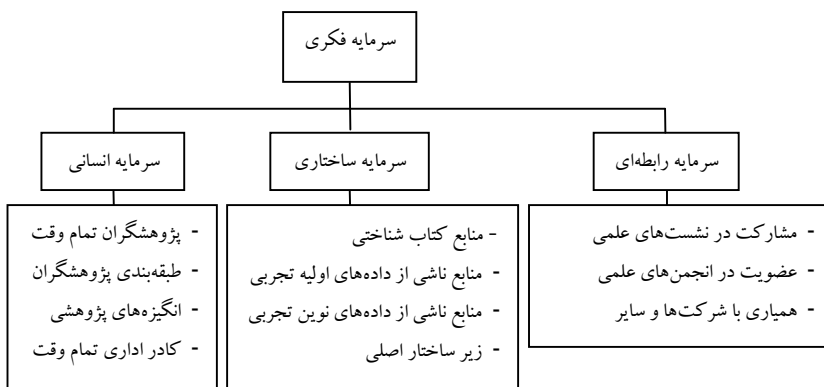 سرمایه فکری
سرمایه رابطه‌ای
سرمایه ساختاری
سرمایه انسانی
- مشارکت در نشست‌های علمی
- عضویت در انجمن‌های علمی
- همیاری با شرکت‌ها و سایر
- منابع کتاب شناختی
- منابع ناشی از داده‌های اولیه تجربی
- منابع ناشی از داده‌های نوین تجربی
- زیر ساختار اصلی
- پژوهشگران تمام وقت
- طبقه‌بندی پژوهشگران
- انگیزه‌های پژوهشی
- کادر اداری تمام وقت